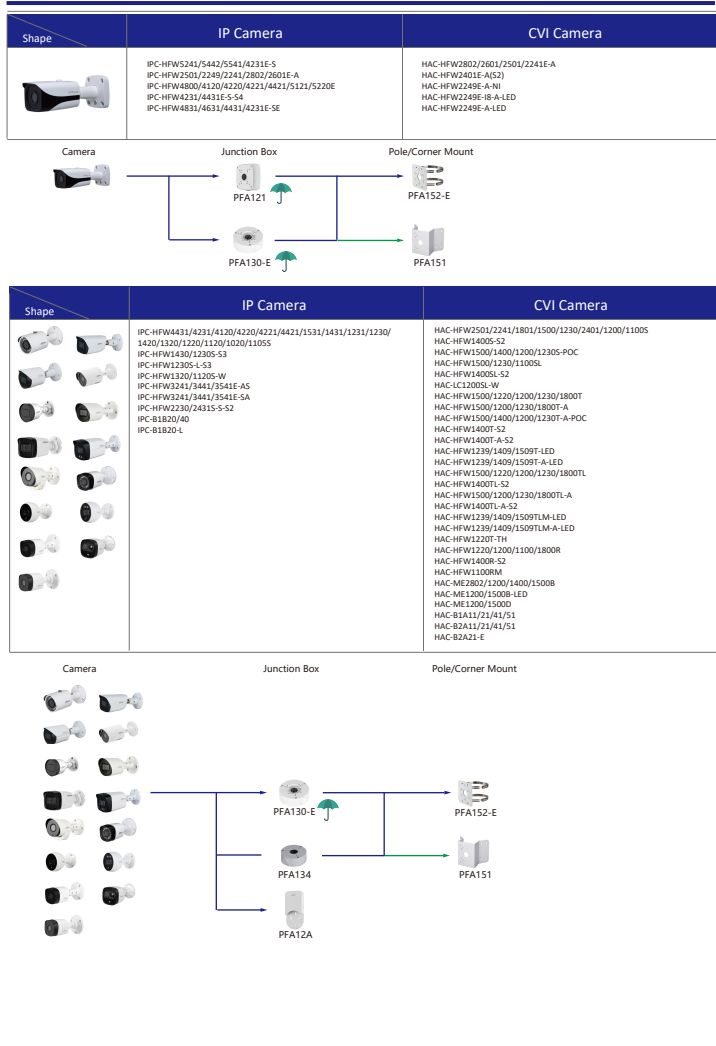 Shape
IP Camera
CVI Camera
IPC-HFW5241/5442/5541/4231E-S
IPC-HFW2501/2249/2241/2802/2601E-A
IPC-HFW4800/4120/4220/4221/4421/5121/5220E
IPC-HFW4231/4431E-S-S4
IPC-HFW4831/4631/4431/4231E-SE
HAC-HFW2802/2601/2501/2241E-A
HAC-HFW2401E-A(S2)
HAC-HFW2249E-A-NI
HAC-HFW2249E-I8-A-LED
HAC-HFW2249E-A-LED
Camera
Junction Box
Pole/Corner Mount
PFA121
PFA152-E
PFA130-E
PFA151
Shape
IP Camera
CVI Camera
IPC-HFW4431/4231/4120/4220/4221/4421/1531/1431/1231/1230/
1420/1320/1220/1120/1020/1105S
IPC-HFW1430/1230S-S3
IPC-HFW1230S-L-S3
IPC-HFW1320/1120S-W
IPC-HFW3241/3441/3541E-AS
IPC-HFW3241/3441/3541E-SA
IPC-HFW2230/2431S-S-S2
IPC-B1B20/40
IPC-B1B20-L
HAC-HFW2501/2241/1801/1500/1230/2401/1200/1100S
HAC-HFW1400S-S2
HAC-HFW1500/1400/1200/1230S-POC
HAC-HFW1500/1230/1100SL
HAC-HFW1400SL-S2
HAC-LC1200SL-W
HAC-HFW1500/1220/1200/1230/1800T
HAC-HFW1500/1200/1230/1800T-A
HAC-HFW1500/1400/1200/1230T-A-POC
HAC-HFW1400T-S2
HAC-HFW1400T-A-S2
HAC-HFW1239/1409/1509T-LED
HAC-HFW1239/1409/1509T-A-LED
HAC-HFW1500/1220/1200/1230/1800TL
HAC-HFW1400TL-S2
HAC-HFW1500/1200/1230/1800TL-A
HAC-HFW1400TL-A-S2
HAC-HFW1239/1409/1509TLM-LED
HAC-HFW1239/1409/1509TLM-A-LED
HAC-HFW1220T-TH
HAC-HFW1220/1200/1100/1800R
HAC-HFW1400R-S2
HAC-HFW1100RM
HAC-ME2802/1200/1400/1500B
HAC-ME1200/1500B-LED
HAC-ME1200/1500D
HAC-B1A11/21/41/51
HAC-B2A11/21/41/51
HAC-B2A21-E
Camera
Junction Box
Pole/Corner Mount
PFA130-E
PFA152-E
PFA134
PFA151
PFA12A